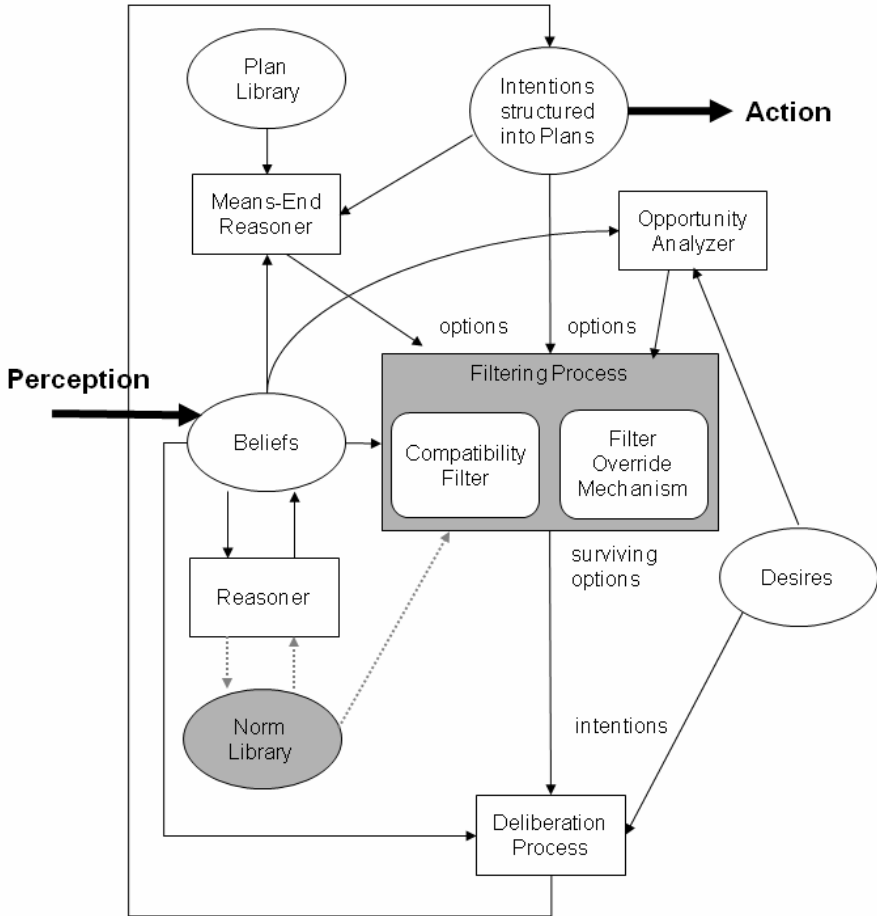 Plan
Library
Intentions
structured
into Plans
Action
Means-End
Reasoner
Opportunity
Analyzer
options
options
Perception
Filtering Process
Beliefs
Compatibility
Filter
Filter
Override
Mechanism
surviving
options
Desires
Reasoner
Norm
Library
intentions
Deliberation
Process